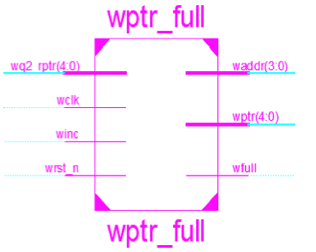 wptr_full
wq2_rptr(4:0)
waddr(3:0)
wclk
wptr(4:0)
winc
wrst_n
wfull
wptr_full